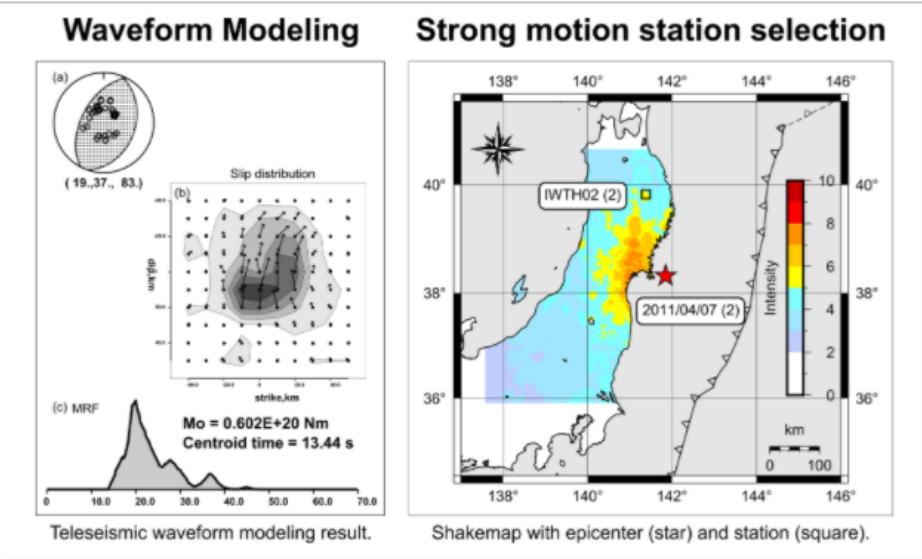 Waveform Modeling
Strong motion station selection
(a)
( 19.,37., 83.)
Slip distribution
(b)
dip,km
strike,km
(c) MRF
Mo = 0.602E+20 Nm
Centroid time = 13.44 s
0 10.0 20.0 30.0 40.0 50.0 60.0 70.0
Teleseismic waveform modeling result.
138° 140° 142° 144° 146°
40° 40°
38° 38°
36° 36°
IWTH02 (2)
2011/04/07 (2)
Intensity
10
8
6
4
2
0
km
0 100
138° 140° 142° 144° 146°
Shakemap with epicenter (star) and station (square).